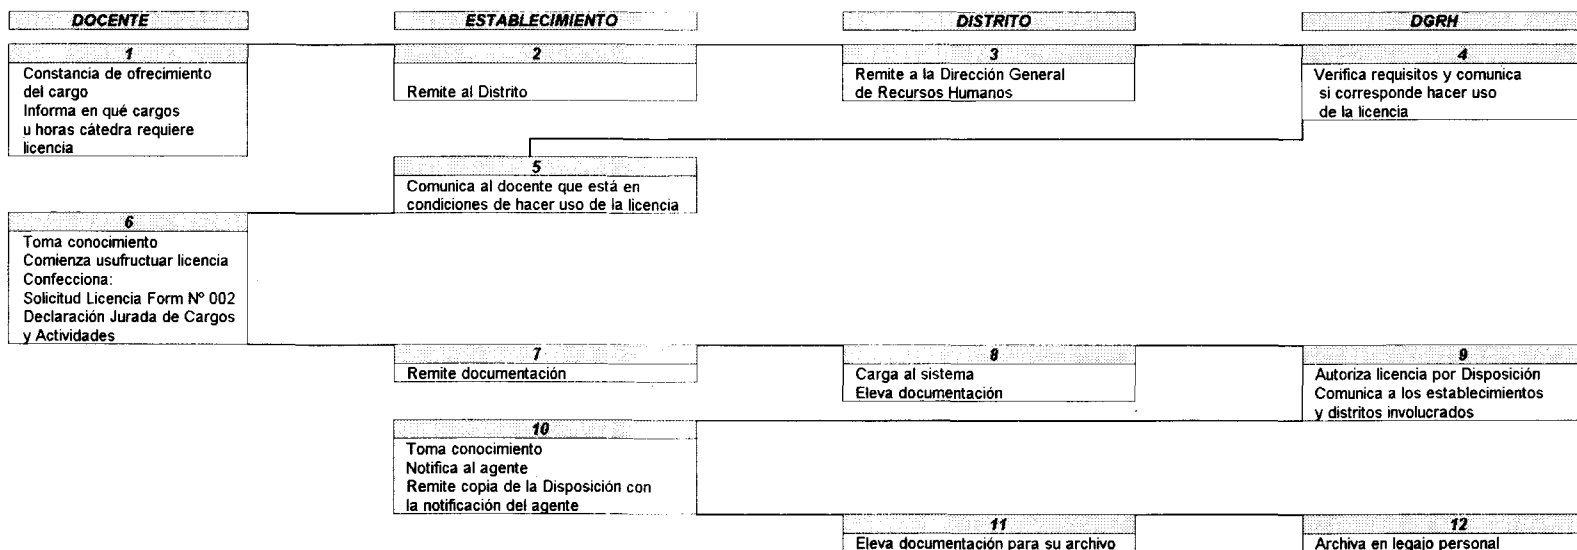 DOCENTE
ESTABLECIMIENTO
DISTRITO
DGRH
1
Constancia de ofrecimiento
del cargo
Informa en qué cargos
u horas cátedra requiere
licencia
2
Remite al Distrito
3
Remite a la Dirección General
de Recursos Humanos
4
Verifica requisitos y comunica
si corresponde hacer uso
de la licencia
5
Comunica al docente que está en
condiciones de hacer uso de la licencia
6
Toma conocimiento
Comienza usufructuar licencia
Confecciona:
Solicitud Licencia Form Nº 002
Declaración Jurada de Cargos
y Actividades
7
Remite documentación
8
Carga al sistema
Eleva documentación
9
Autoriza licencia por Disposición
Comunica a los establecimientos
y distritos involucrados
10
Toma conocimiento
Notifica al agente
Remite copia de la Disposición con
la notificación del agente
11
Eleva documentación para su archivo
12
Archiva en legajo personal